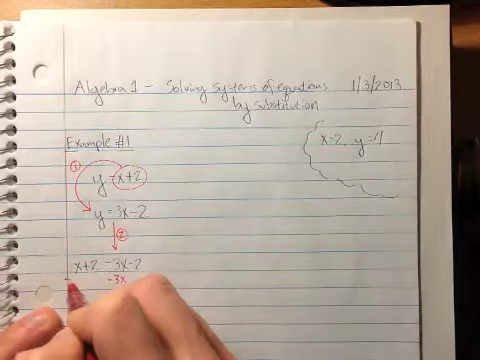 Algebra 1 - Solving systems of equations 1/3/2013
by substitution
Example #1
x=2, y=4
①
y=x+2
y=3x-2
②
x+2=3x-2
-3x